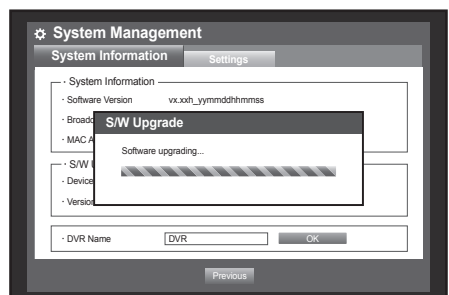 System Management
System Information Settings
· System Information
· Software Version vx.xxh_yymmddhhmmss
· Broadc
· MAC A
S/W Upgrade
Software upgrading...
· S/W U
· Device
· Version
· DVR Name DVR OK
Previous